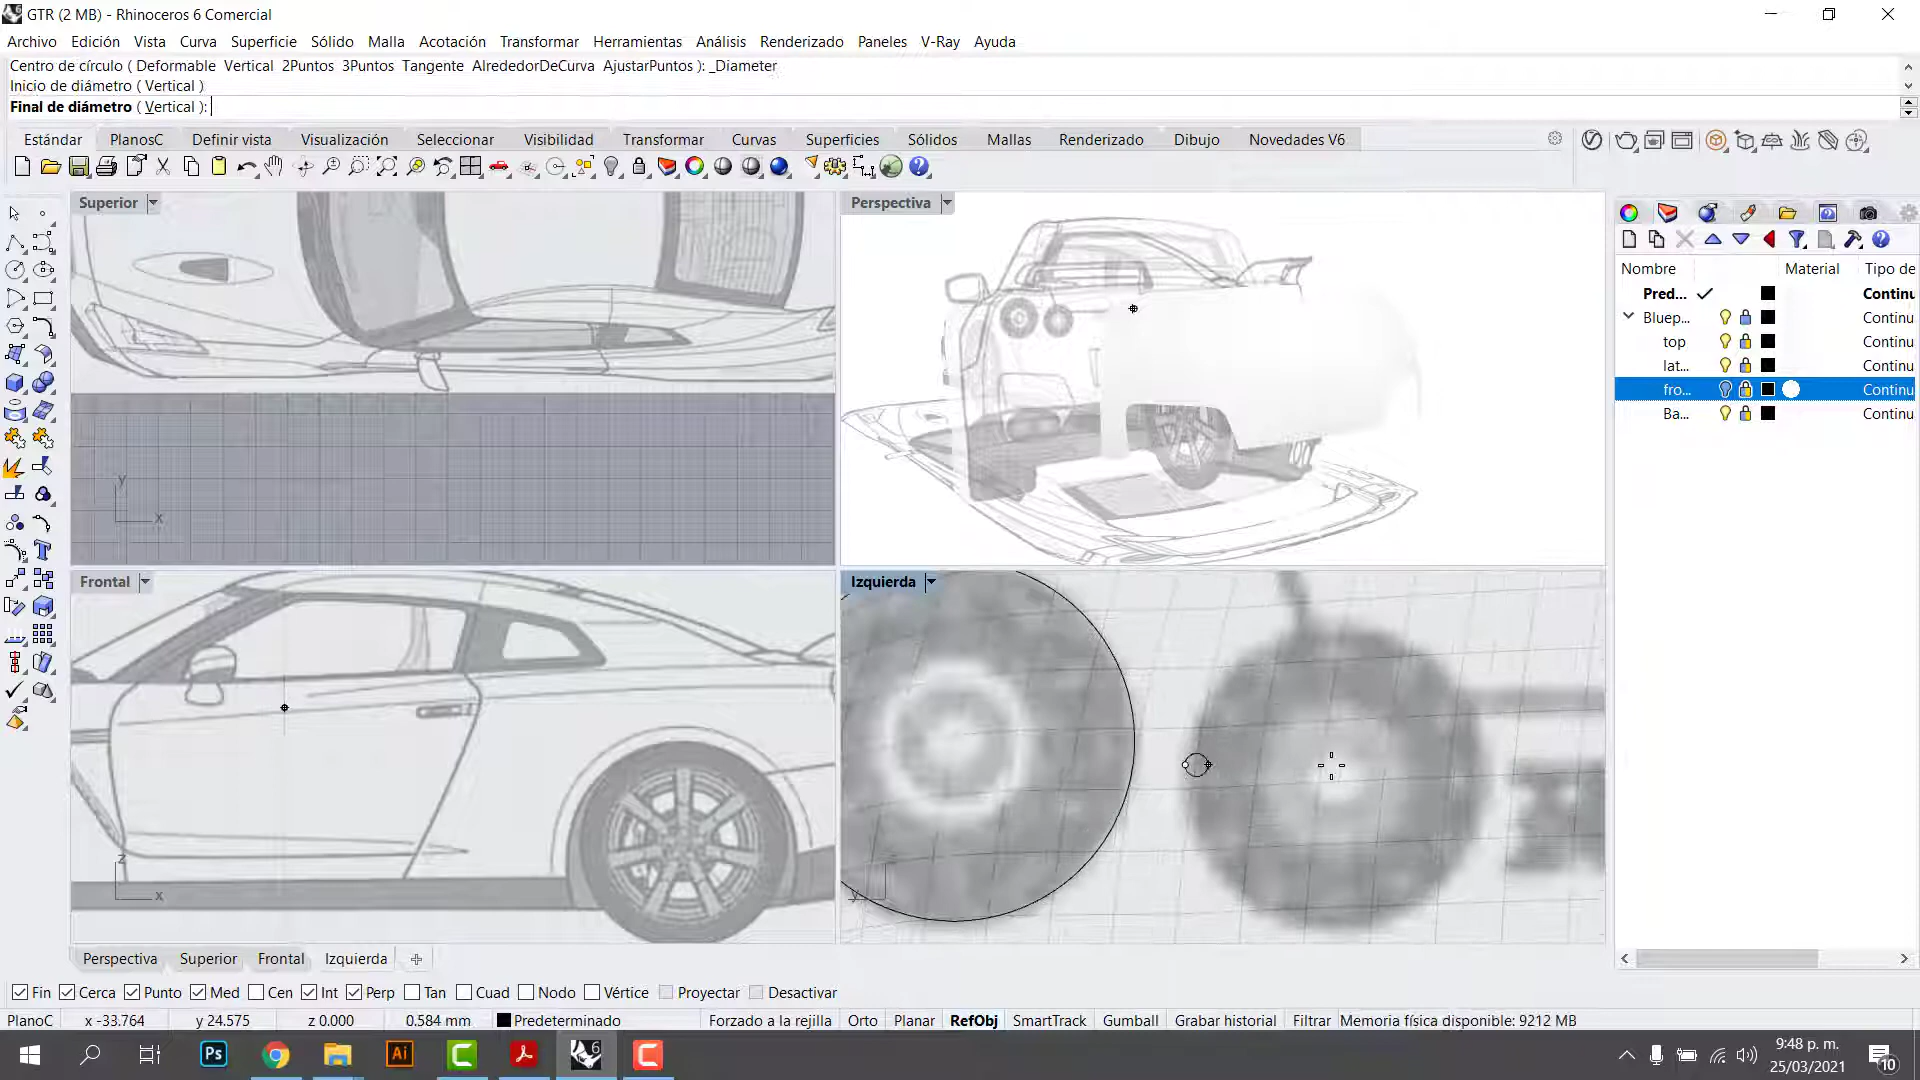 GTR (2 MB) - Rhinoceros 6 Comercial
Archivo Edición Vista Curva Superficie Sólido Malla Acotación Transformar Herramientas Análisis Renderizado Paneles V-Ray Ayuda
Centro de círculo ( Deformable Vertical 2Puntos 3Puntos Tangente AlrededorDeCurva AjustarPuntos ): _Diameter
Inicio de diámetro ( Vertical )
Final de diámetro ( Vertical ):
Estándar PlanosC Definir vista Visualización Seleccionar Visibilidad Transformar Curvas Superficies Sólidos Mallas Renderizado Dibujo Novedades V6
Superior
Perspectiva
Nombre Material Tipo de
Pred... Continu
Bluep... Continu
top Continu
lat... Continu
fro... Continu
Ba... Continu
y
x
Frontal
Izquierda
z
x
y
Perspectiva Superior Frontal Izquierda
Fin Cerca Punto Med Cen Int Perp Tan Cuad Nodo Vértice Proyectar Desactivar
PlanoC x -33.764 y 24.575 z 0.000 0.584 mm Predeterminado Forzado a la rejilla Orto Planar RefObj SmartTrack Gumball Grabar historial Filtrar Memoria física disponible: 9212 MB
Ps Ai C 6 C
9:48 p. m.
25/03/2021
10